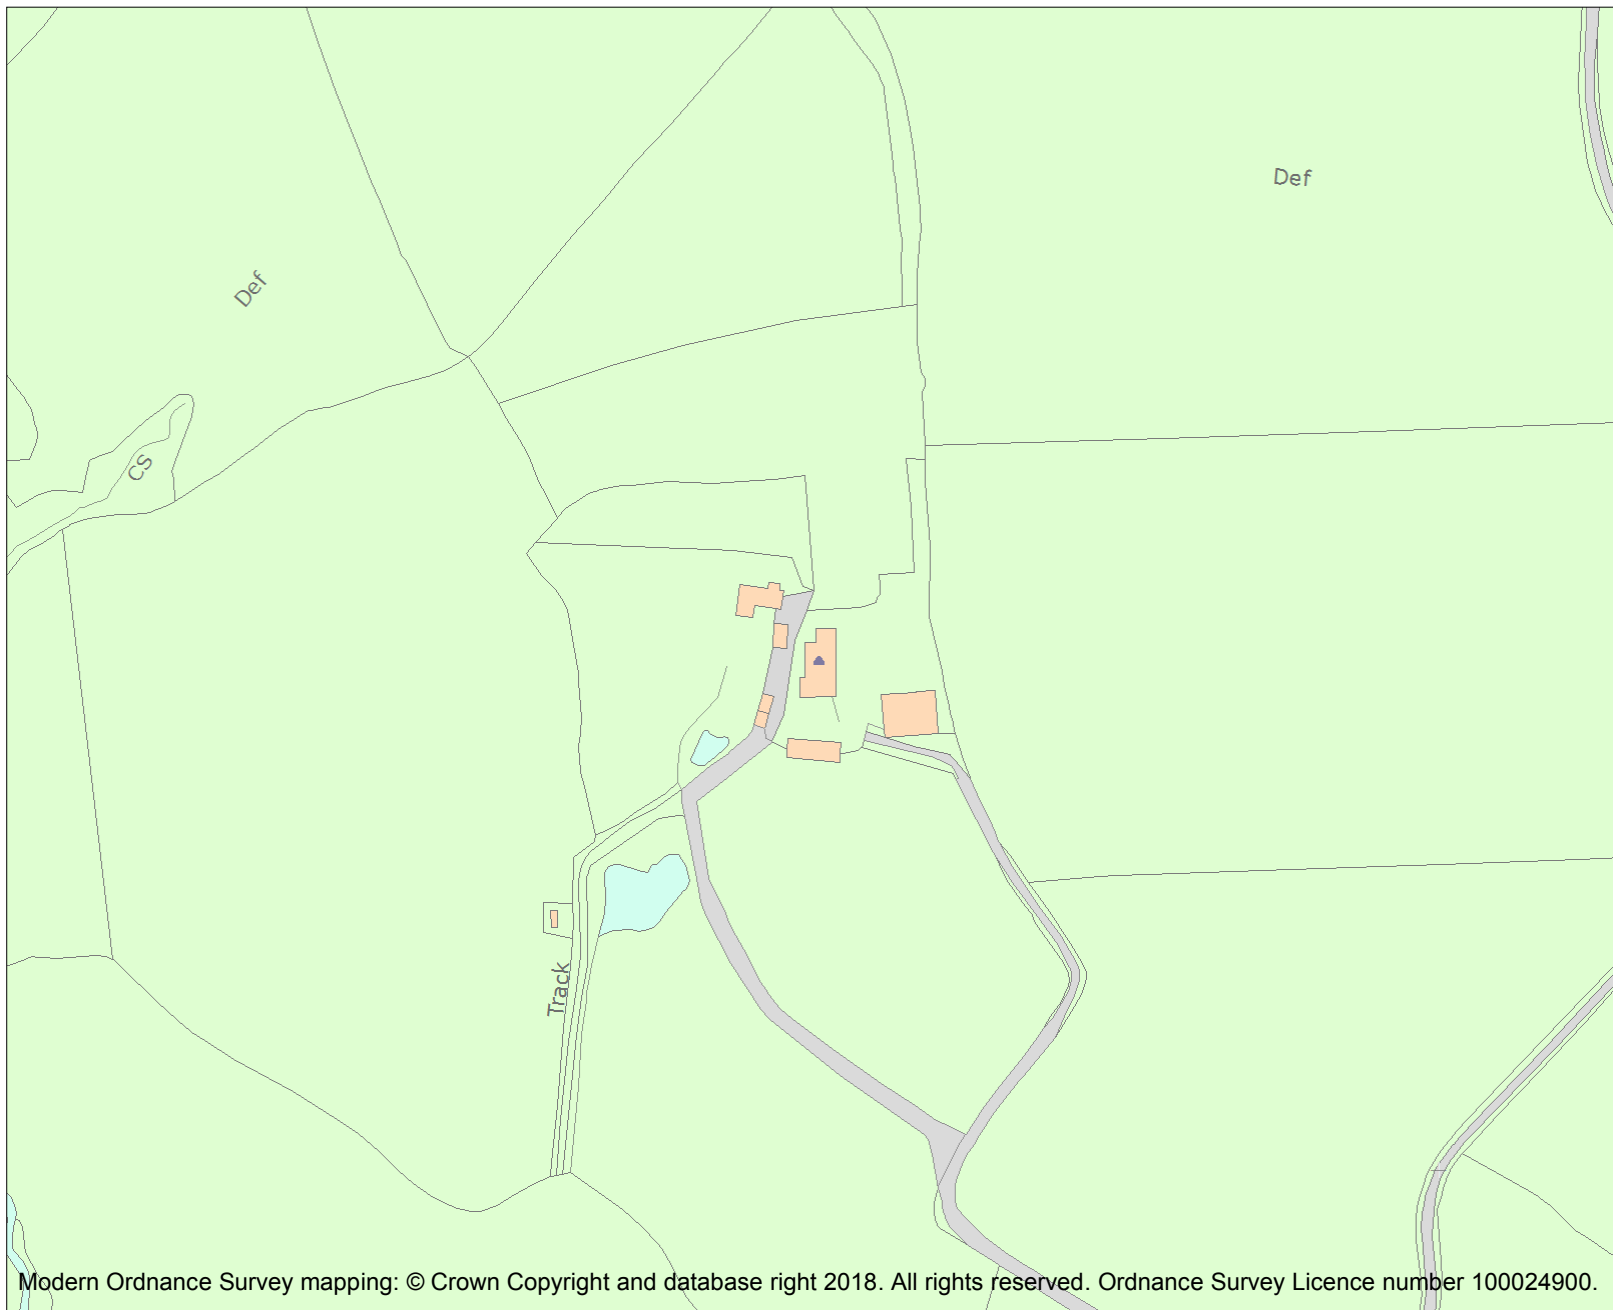 Def
Def
CS
Track
Modern Ordnance Survey mapping: © Crown Copyright and database right 2018. All rights reserved. Ordnance Survey Licence number 100024900.